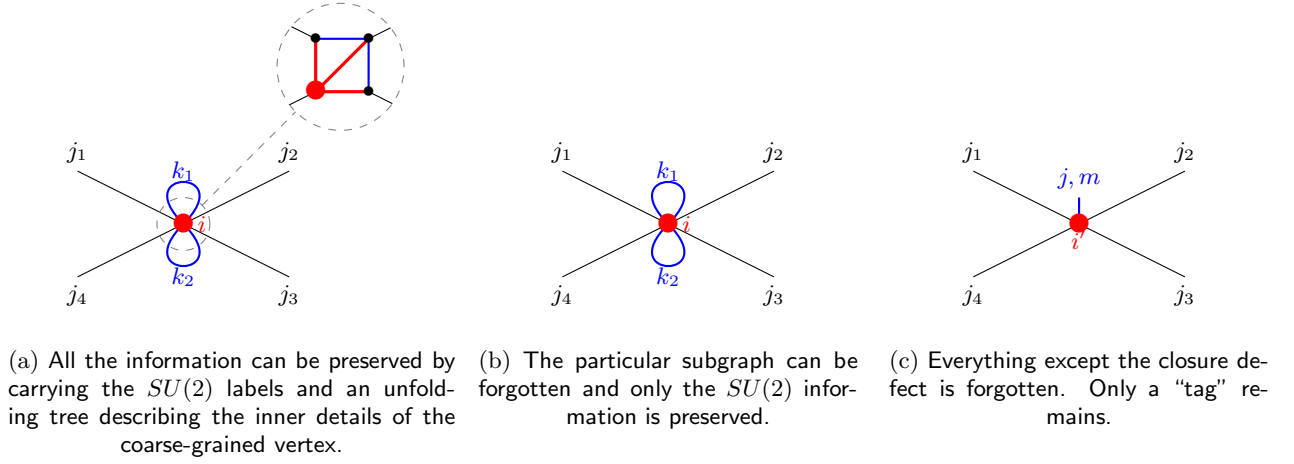 j₁ k₁ j₂
i
j₄ k₂ j₃
j₁ k₁ j₂
i
j₄ k₂ j₃
j₁ j, m j₂
i′
j₄ j₃
(a) All the information can be preserved by
carrying the SU(2) labels and an unfold-
ing tree describing the inner details of the
coarse-grained vertex.
(b) The particular subgraph can be
forgotten and only the SU(2) infor-
mation is preserved.
(c) Everything except the closure de-
fect is forgotten. Only a “tag” re-
mains.